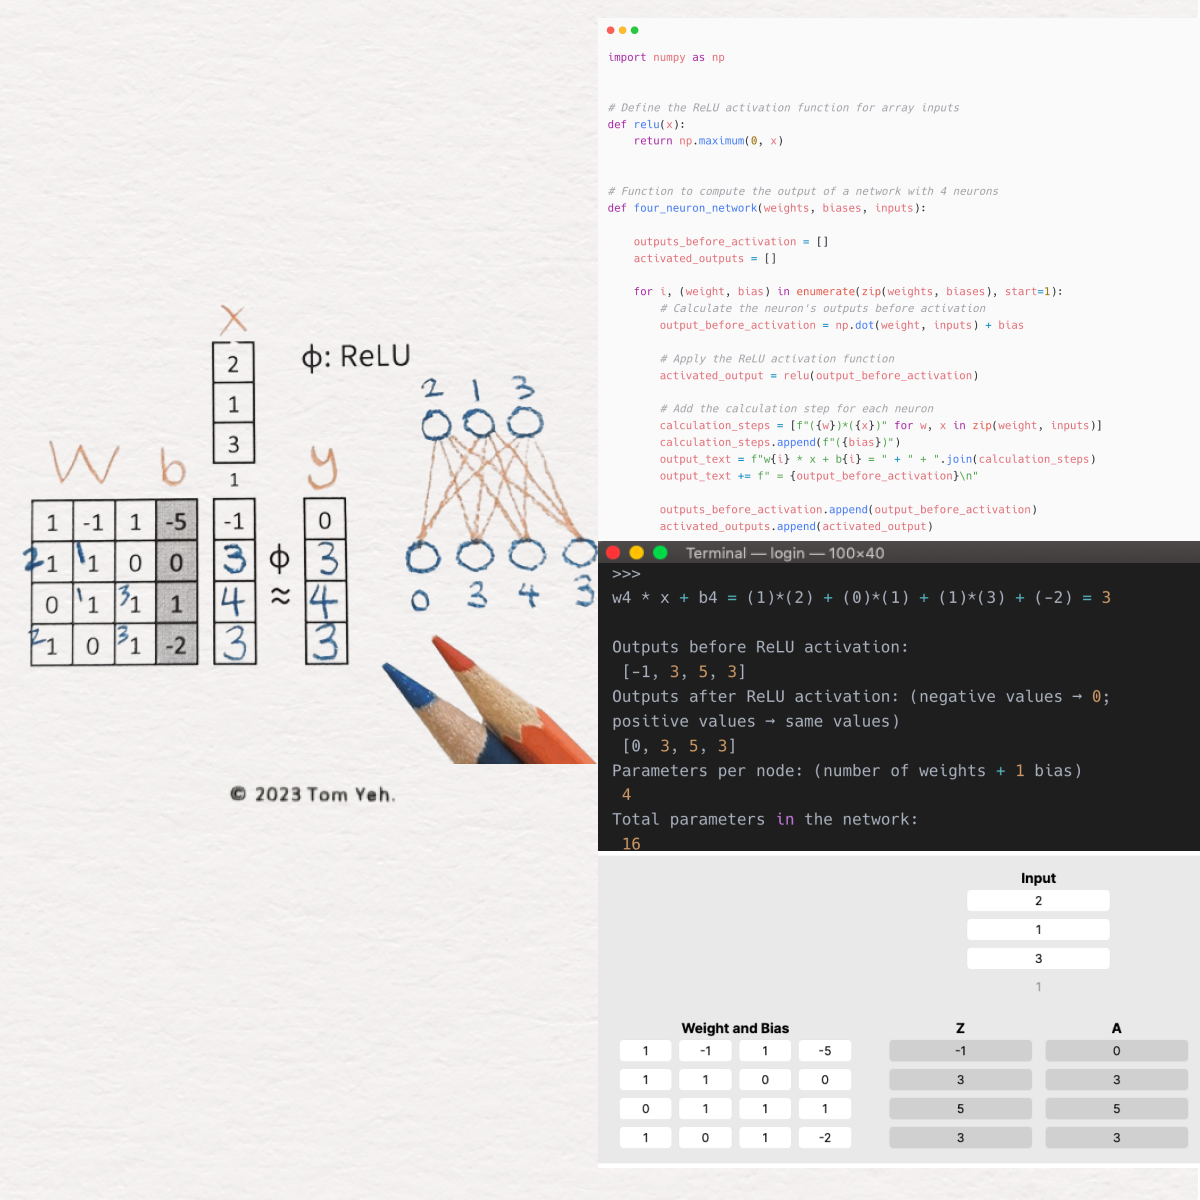 x
2
1
3
1
ϕ: ReLU
2 1 3
W b y
1 -1 1 -5 -1 0
2 1 1 1 0 0 3 ϕ 3
0 1 1 3 1 1 4 ≈ 4
2 1 0 3 1 -2 3 3
0 3 4 3
© 2023 Tom Yeh.
import numpy as np
# Define the ReLU activation function for array inputs
def relu(x):
return np.maximum(0, x)
# Function to compute the output of a network with 4 neurons
def four_neuron_network(weights, biases, inputs):
outputs_before_activation = []
activated_outputs = []
for i, (weight, bias) in enumerate(zip(weights, biases), start=1):
# Calculate the neuron's outputs before activation
output_before_activation = np.dot(weight, inputs) + bias
# Apply the ReLU activation function
activated_output = relu(output_before_activation)
# Add the calculation step for each neuron
calculation_steps = [f"({w})*({x})" for w, x in zip(weight, inputs)]
calculation_steps.append(f"({bias})")
output_text = f"w{i} * x + b{i} = " + " + ".join(calculation_steps)
output_text += f" = {output_before_activation}\n"
outputs_before_activation.append(output_before_activation)
activated_outputs.append(activated_output)
Terminal — login — 100×40
>>>
w4 * x + b4 = (1)*(2) + (0)*(1) + (1)*(3) + (-2) = 3
Outputs before ReLU activation:
[-1, 3, 5, 3]
Outputs after ReLU activation: (negative values → 0;
positive values → same values)
[0, 3, 5, 3]
Parameters per node: (number of weights + 1 bias)
4
Total parameters in the network:
16
Input
2
1
3
1
Weight and Bias Z A
1 -1 1 -5 -1 0
1 1 0 0 3 3
0 1 1 1 5 5
1 0 1 -2 3 3